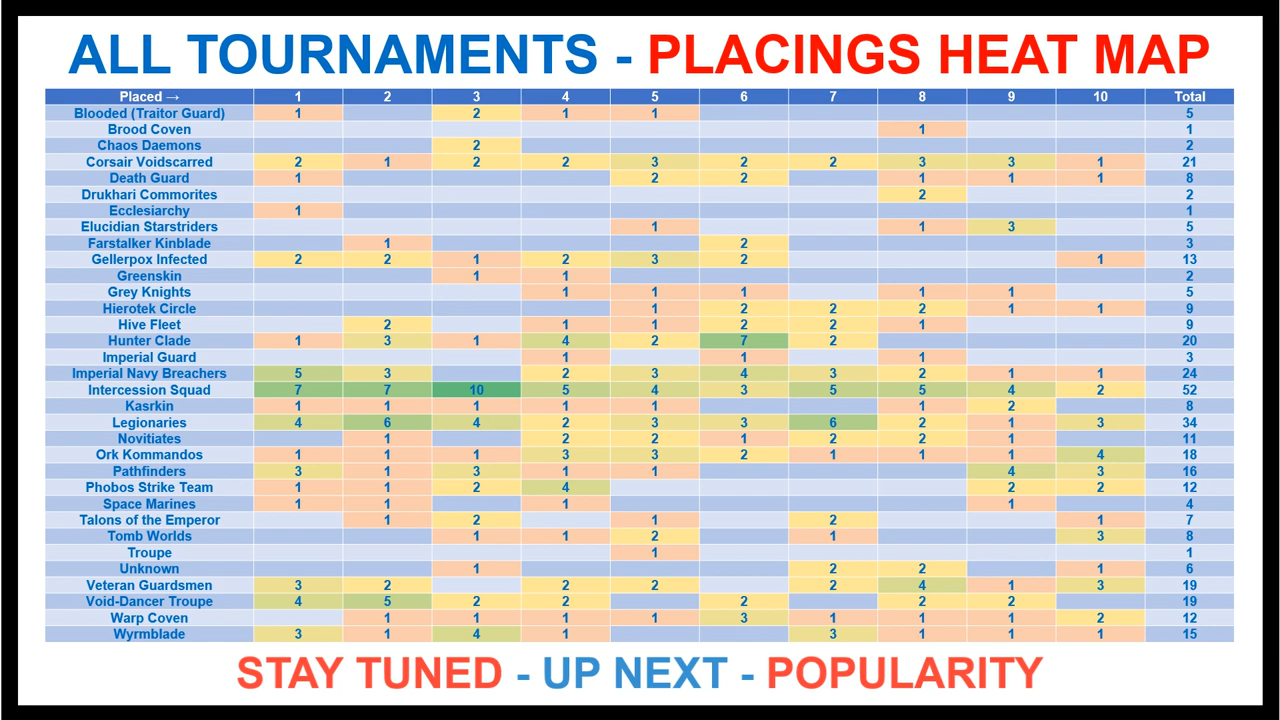 ALL TOURNAMENTS - PLACINGS HEAT MAP
Placed → 1 2 3 4 5 6 7 8 9 10 Total
Blooded (Traitor Guard) 1 2 1 1 5
Brood Coven 1 1
Chaos Daemons 2 2
Corsair Voidscarred 2 1 2 2 3 2 2 3 3 1 21
Death Guard 1 2 2 1 1 1 8
Drukhari Commorites 2 2
Ecclesiarchy 1 1
Elucidian Starstriders 1 1 3 5
Farstalker Kinblade 1 2 3
Gellerpox Infected 2 2 1 2 3 2 1 13
Greenskin 1 1 2
Grey Knights 1 1 1 1 1 5
Hierotek Circle 1 2 2 2 1 1 9
Hive Fleet 2 1 1 2 2 1 9
Hunter Clade 1 3 1 4 2 7 2 20
Imperial Guard 1 1 1 3
Imperial Navy Breachers 5 3 2 3 4 3 2 1 1 24
Intercession Squad 7 7 10 5 4 3 5 5 4 2 52
Kasrkin 1 1 1 1 1 1 2 8
Legionaries 4 6 4 2 3 3 6 2 1 3 34
Novitiates 1 2 2 1 2 2 1 11
Ork Kommandos 1 1 1 3 3 2 1 1 1 4 18
Pathfinders 3 1 3 1 1 4 3 16
Phobos Strike Team 1 1 2 4 2 2 12
Space Marines 1 1 1 1 4
Talons of the Emperor 1 2 1 2 1 7
Tomb Worlds 1 1 2 1 3 8
Troupe 1 1
Unknown 1 2 2 1 6
Veteran Guardsmen 3 2 2 2 2 4 1 3 19
Void-Dancer Troupe 4 5 2 2 2 2 2 19
Warp Coven 1 1 1 1 3 1 1 1 2 12
Wyrmblade 3 1 4 1 3 1 1 1 15
STAY TUNED - UP NEXT - POPULARITY